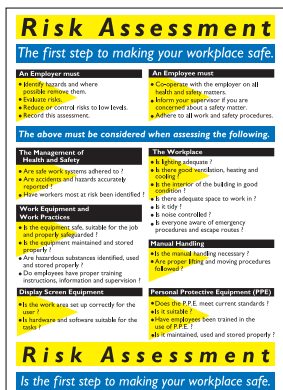 Risk Assessment
The first step to making your workplace safe.
An Employer must
• Identify hazards and where
possible remove them.
• Evaluate risks.
• Reduce or control risks to low levels.
• Record this assessment.
An Employee must
• Co-operate with the employer on all
health and safety matters.
• Inform your supervisor if you are
concerned about a safety matter.
• Adhere to all work and safety procedures.
The above must be considered when assessing the following.
The Management of
Health and Safety
• Are safe work systems adhered to ?
• Are accidents and hazards accurately
reported ?
• Have workers most at risk been identified ?
Work Equipment and
Work Practices
• Is the equipment safe, suitable for the job
and properly safeguarded ?
• Is the equipment maintained and stored
properly ?
• Are hazardous substances identified, used
and stored properly ?
• Do employees have proper training
instructions, information and supervision ?
Display Screen Equipment
• Is the work area set up correctly for the
user ?
• Is hardware and software suitable for the
tasks ?
The Workplace
• Is lighting adequate ?
• Is there good ventilation, heating and
cooling ?
• Is the interior of the building in good
condition ?
• Is there adequate space to work in ?
• Is it tidy ?
• Is noise controlled ?
• Is everyone aware of emergency
procedures and escape routes ?
Manual Handling
• Is the manual handling necessary ?
• Are proper lifting and moving procedures
followed ?
Personal Protective Equipment (PPE)
• Does the P.P.E. meet current standards ?
• Is it suitable ?
• Have employees been trained in the
use of P.P.E. ?
• Is it maintained, used and stored properly ?
Risk Assessment
Is the first step to making your workplace safe.